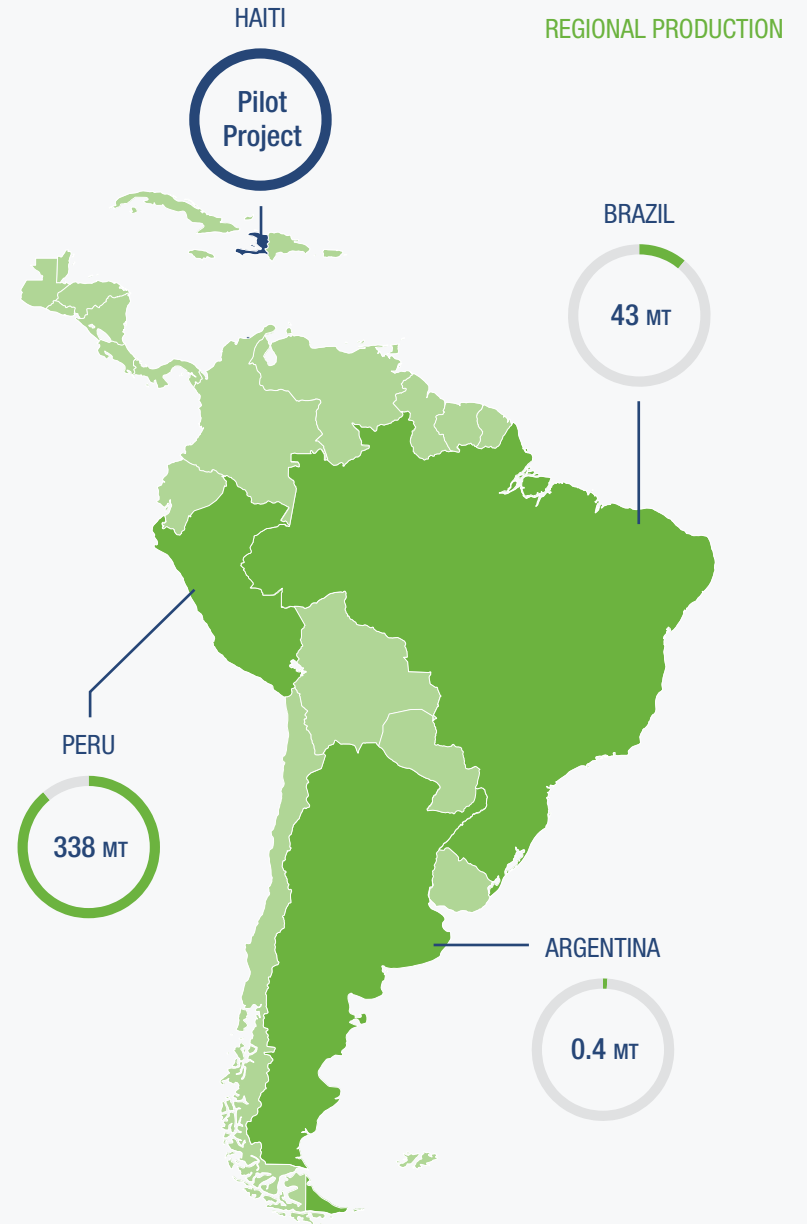 HAITI
REGIONAL PRODUCTION
Pilot
Project
BRAZIL
43 MT
PERU
338 MT
ARGENTINA
0.4 MT